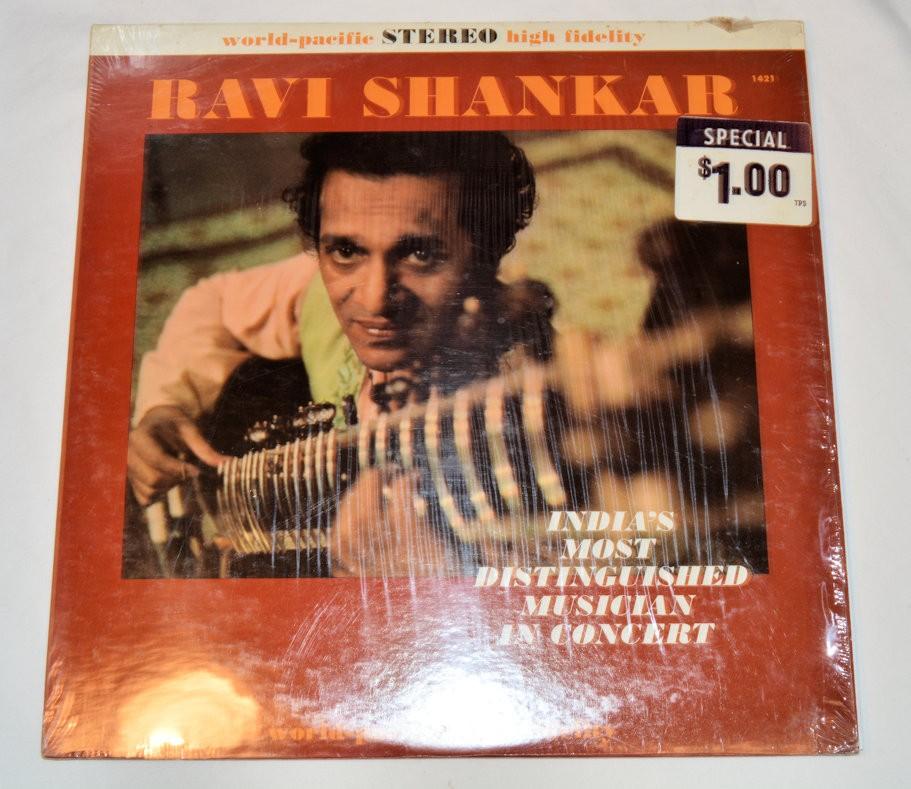 world-pacific STEREO high fidelity
RAVI SHANKAR
1421
SPECIAL
$1.00
TPS
INDIA'S
MOST
DISTINGUISHED
MUSICIAN
IN CONCERT